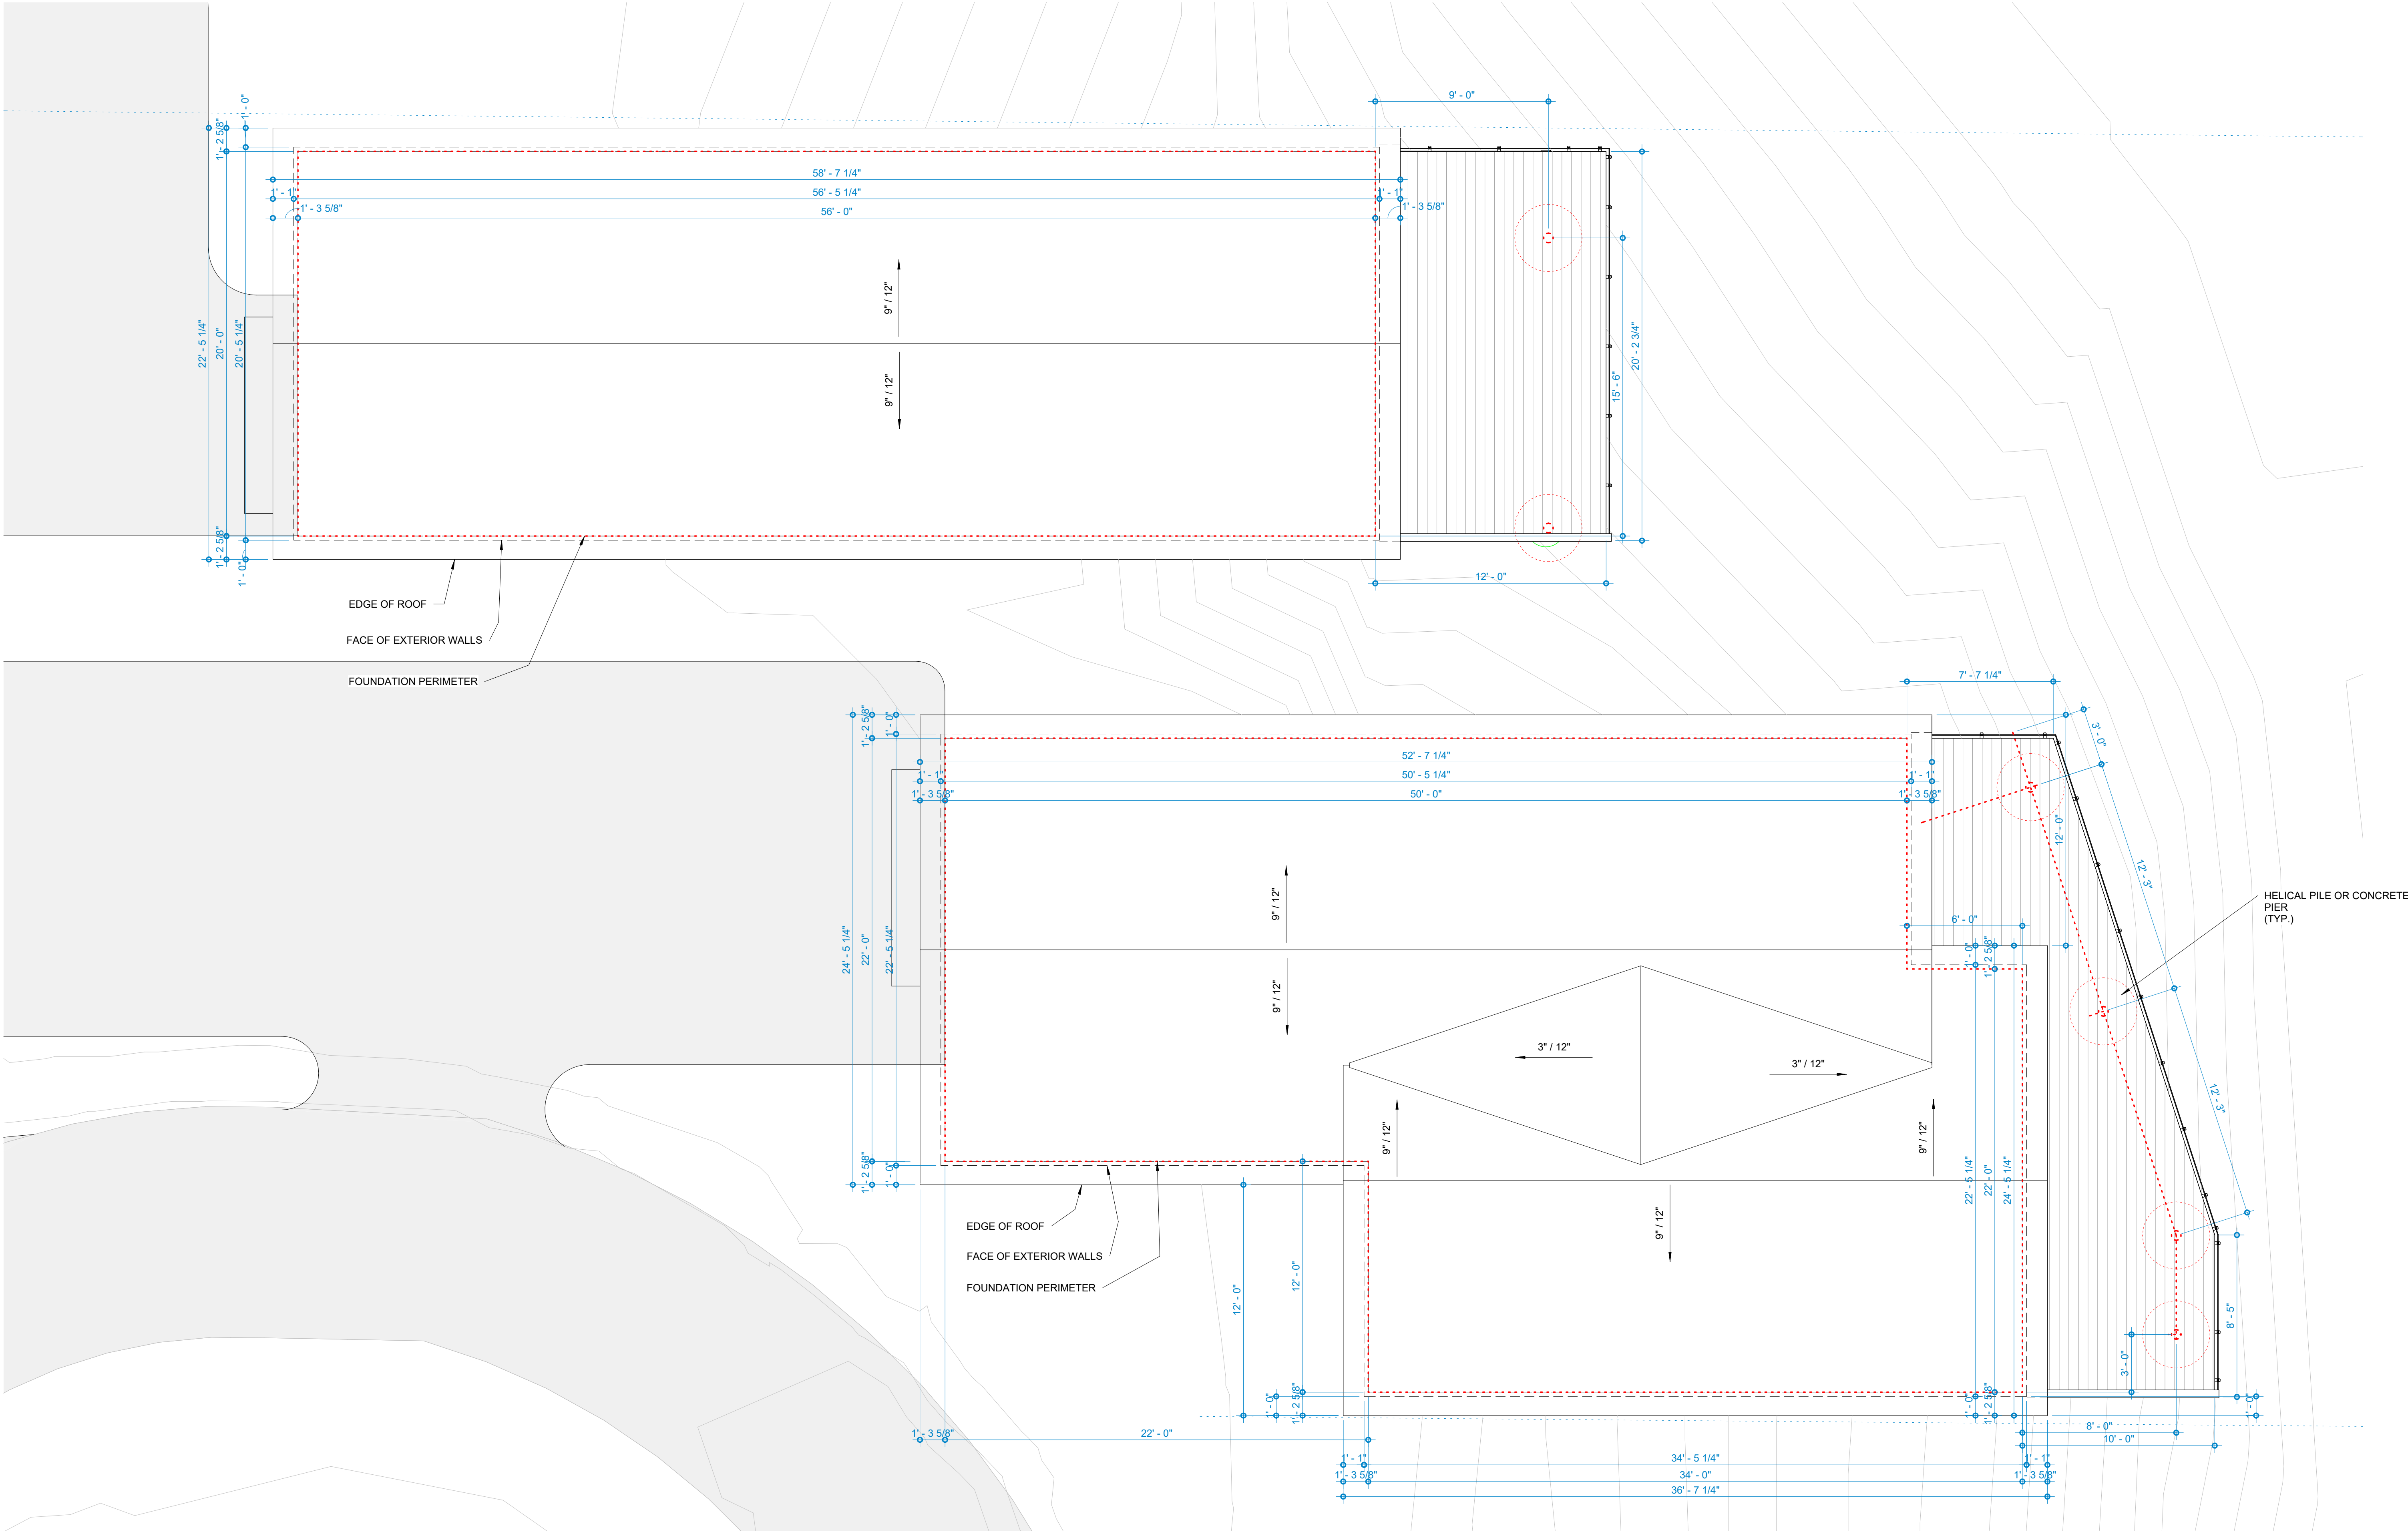 9' - 0"
1' - 0"
1' - 2 5/8"
58' - 7 1/4"
1' - 1"
56' - 5 1/4"
1' - 1"
1' - 3 5/8"
56' - 0"
1' - 3 5/8"
9" / 12"
9" / 12"
22' - 5 1/4"
20' - 0"
20' - 5 1/4"
20' - 2 3/4"
15' - 6"
1' - 2 5/8"
1' - 0"
12' - 0"
EDGE OF ROOF
FACE OF EXTERIOR WALLS
FOUNDATION PERIMETER
7' - 7 1/4"
1' - 2 5/8"
1' - 0"
3' - 0"
52' - 7 1/4"
1' - 1"
50' - 5 1/4"
1' - 1"
1' - 3 5/8"
50' - 0"
1' - 3 5/8"
12' - 0"
12' - 3"
HELICAL PILE OR CONCRETE
PIER
(TYP.)
9" / 12"
6' - 0"
24' - 5 1/4"
22' - 0"
22' - 5 1/4"
1' - 0"
1' - 2 5/8"
9" / 12"
3" / 12"
3" / 12"
12' - 3"
9" / 12"
9" / 12"
1' - 2 5/8"
1' - 0"
22' - 5 1/4"
22' - 0"
24' - 5 1/4"
9" / 12"
EDGE OF ROOF
FACE OF EXTERIOR WALLS
FOUNDATION PERIMETER
12' - 0"
12' - 0"
8' - 5"
3' - 0"
1' - 0"
1' - 2 5/8"
1' - 0"
1' - 2 5/8"
1' - 0"
8' - 0"
10' - 0"
1' - 3 5/8"
22' - 0"
1' - 1"
34' - 5 1/4"
1' - 1"
1' - 3 5/8"
34' - 0"
1' - 3 5/8"
36' - 7 1/4"